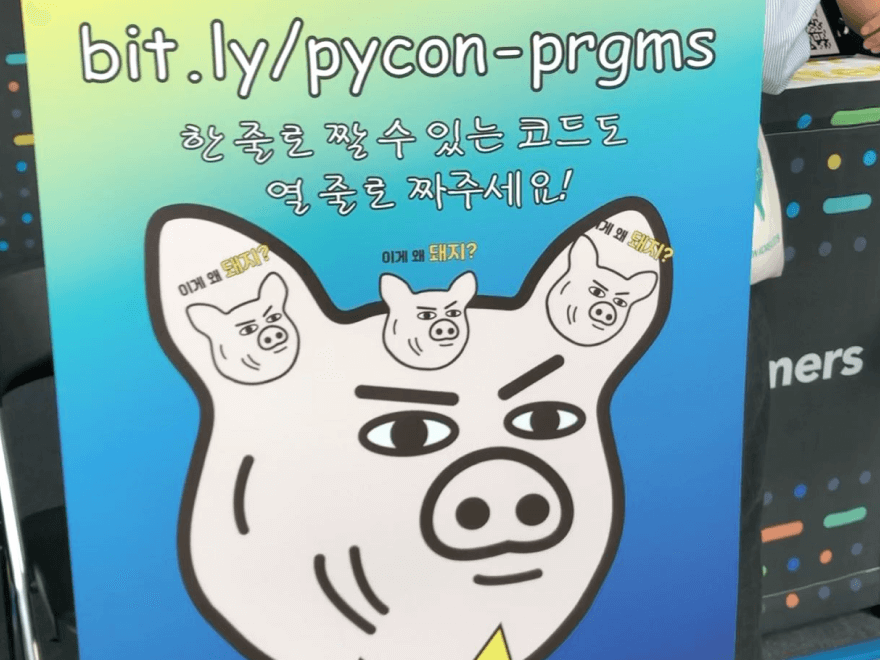 bit.ly/pycon-prgms
한 줄로 짤 수 있는 코드도
열 줄로 짜주세요!
이게 왜 돼지?
이게 왜 돼지?
이게 왜 돼지?
mers